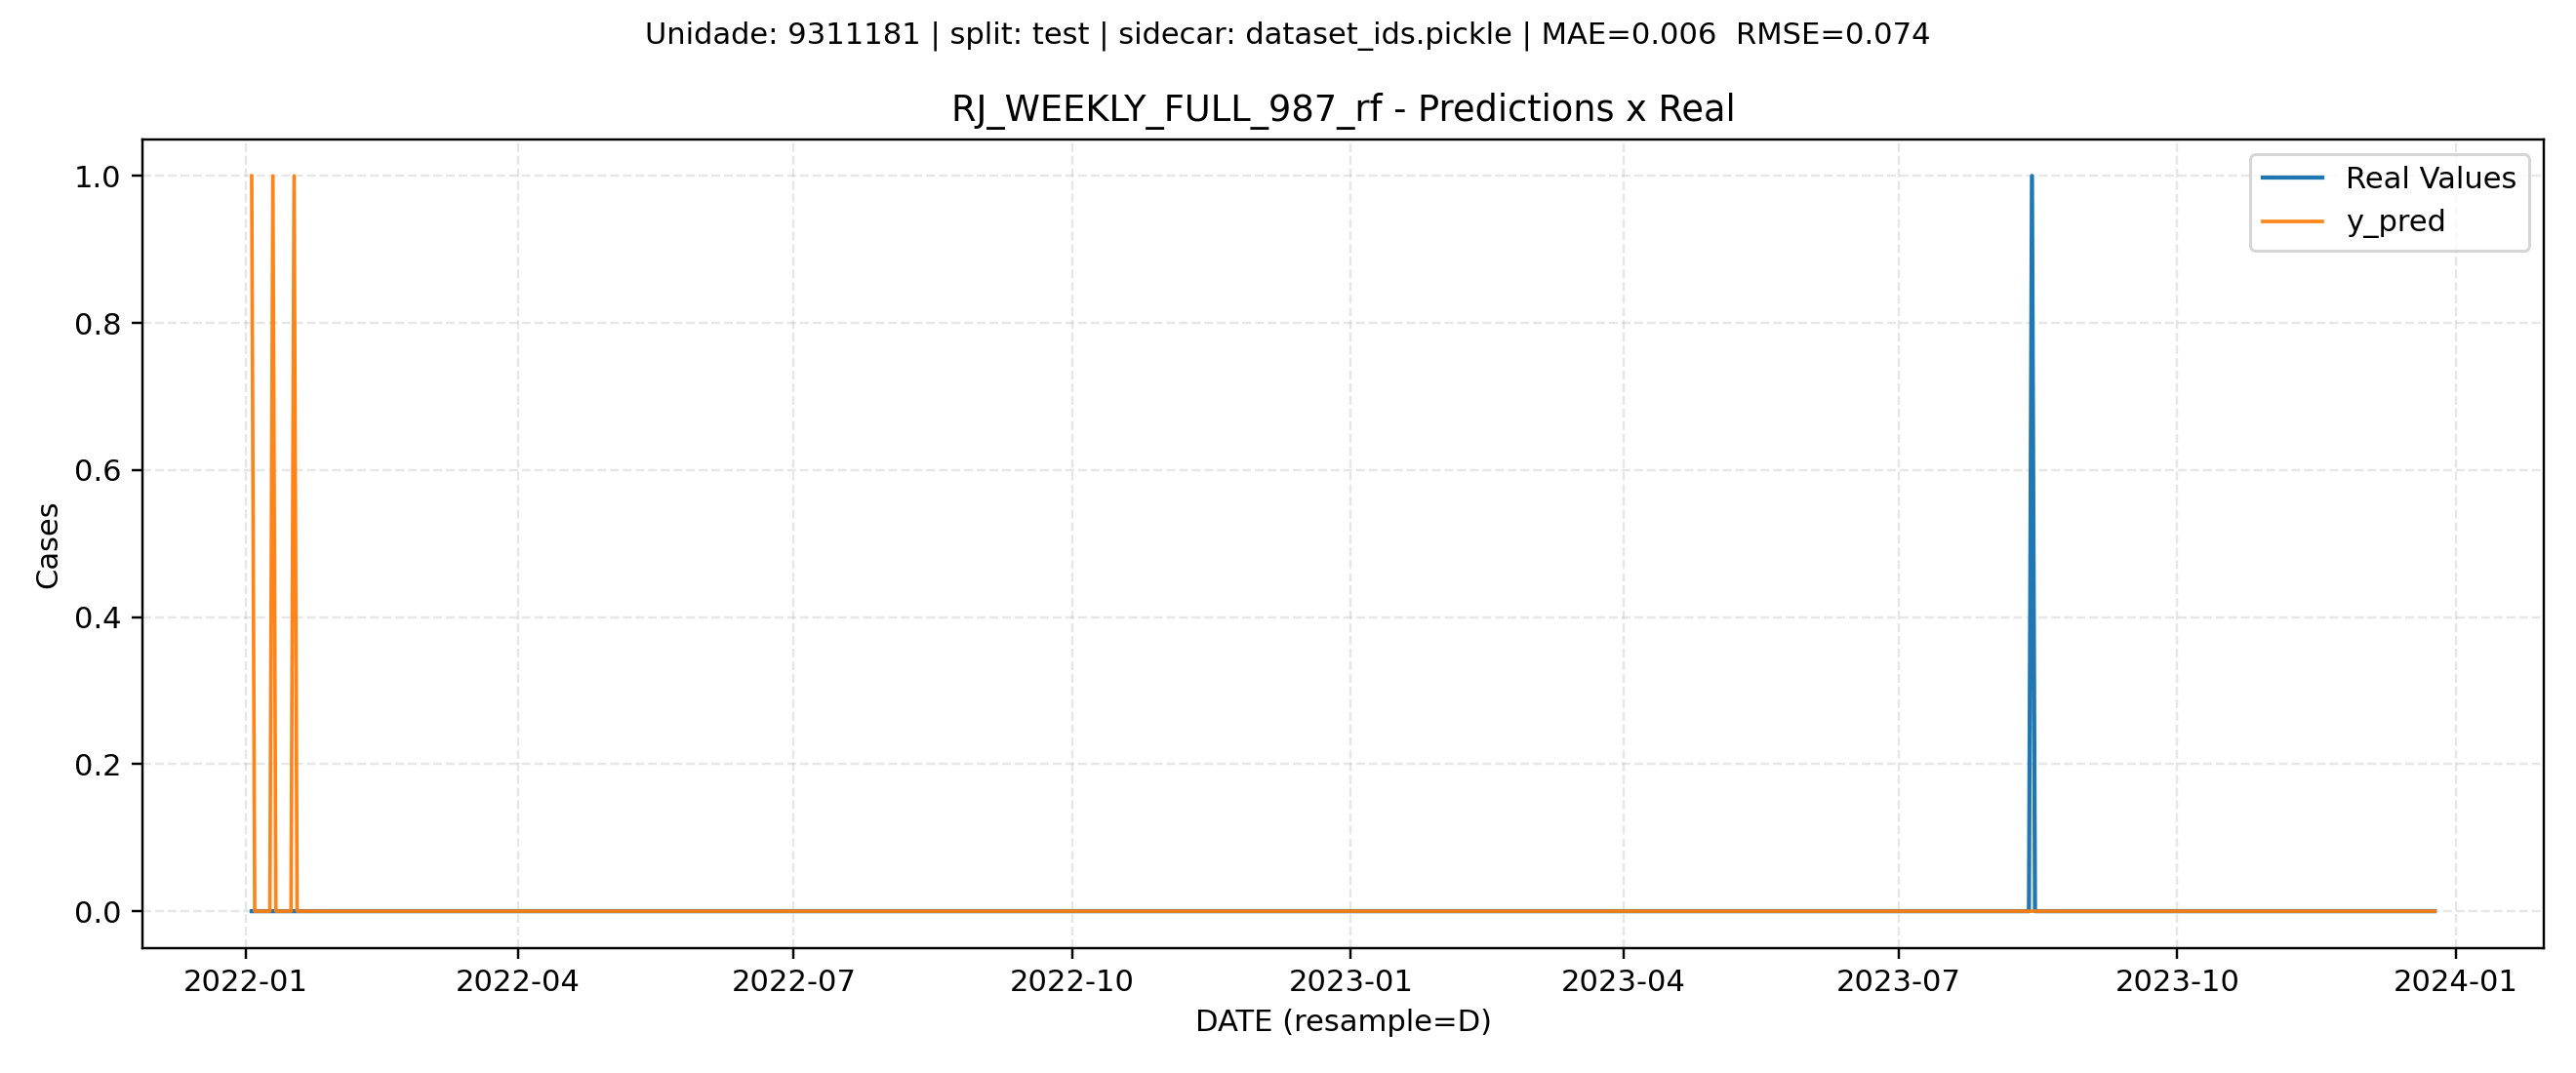 Unidade: 9311181 | split: test | sidecar: dataset_ids.pickle | MAE=0.006  RMSE=0.074
RJ_WEEKLY_FULL_987_rf - Predictions x Real
Real Values
y_pred
Cases
1.0
0.8
0.6
0.4
0.2
0.0
2022-01
2022-04
2022-07
2022-10
2023-01
2023-04
2023-07
2023-10
2024-01
DATE (resample=D)